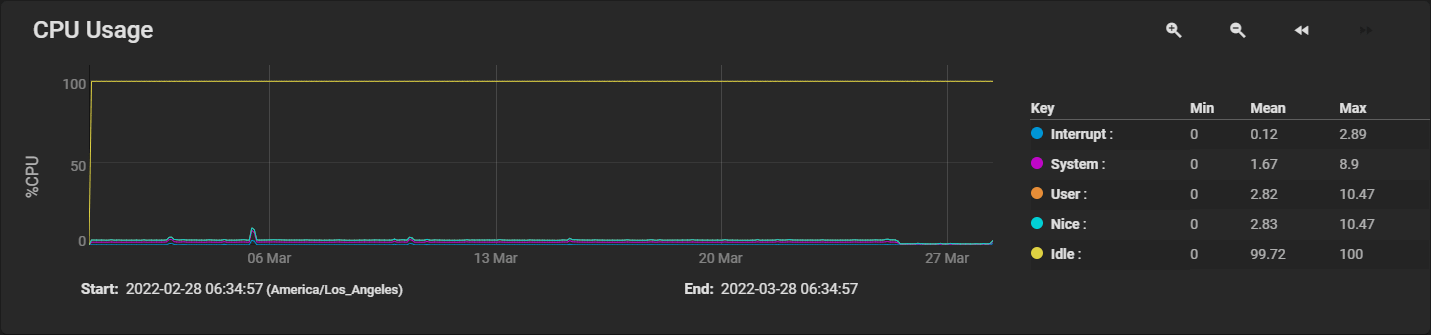 CPU Usage
100
50
0
%CPU
06 Mar 13 Mar 20 Mar 27 Mar
Start: 2022-02-28 06:34:57 (America/Los_Angeles) End: 2022-03-28 06:34:57
Key Min Mean Max
Interrupt : 0 0.12 2.89
System : 0 1.67 8.9
User : 0 2.82 10.47
Nice : 0 2.83 10.47
Idle : 0 99.72 100